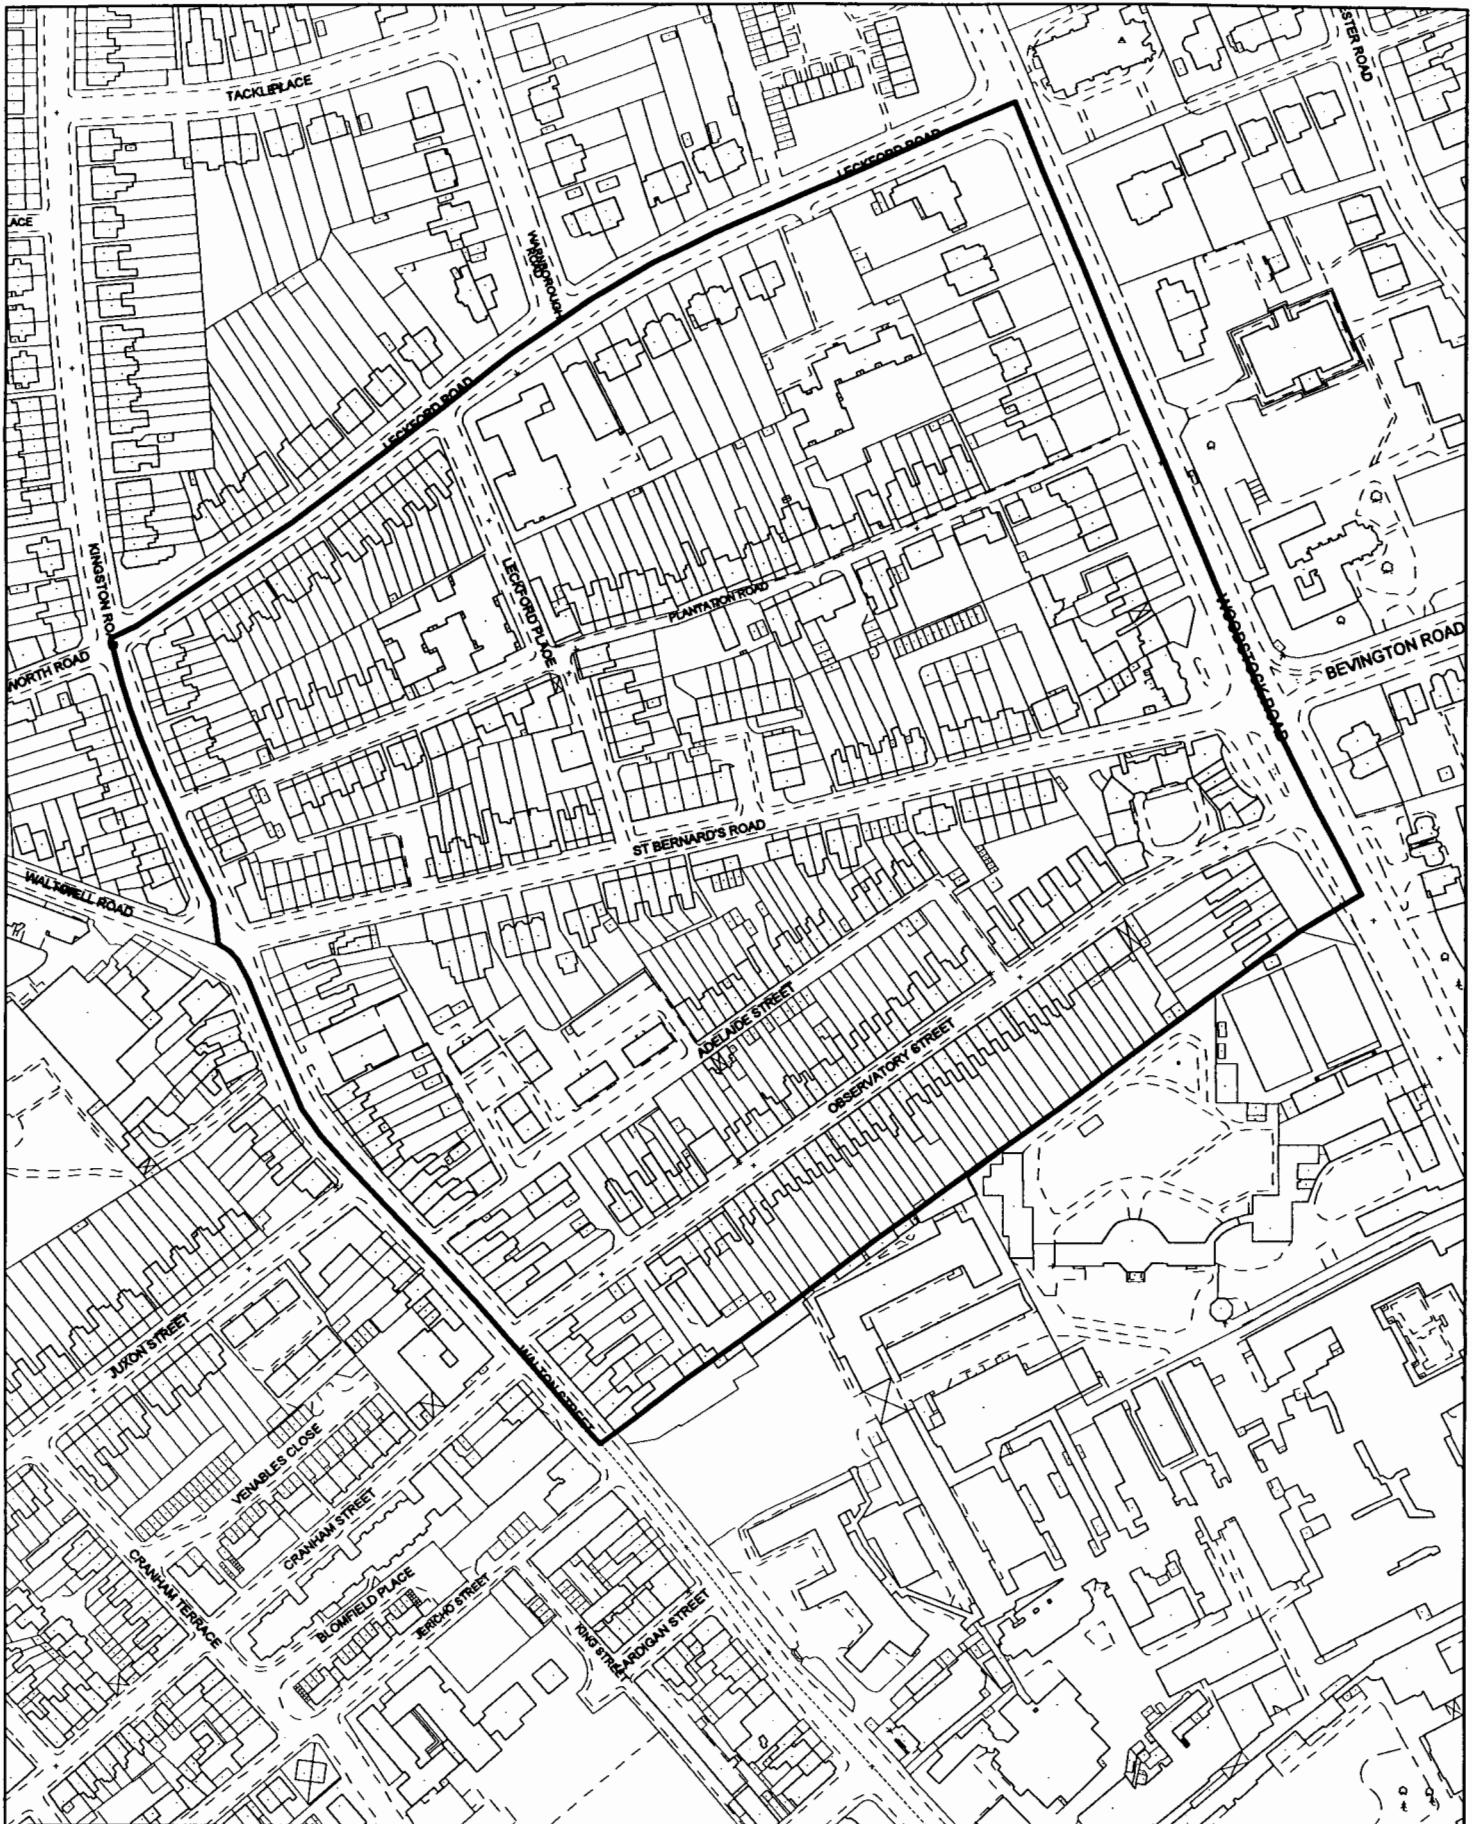 TACKLEPLACE
STER ROAD
ACE
LECKFORD ROAD
WARNBOROUGH
ROAD
LECKFORD ROAD
KINGSTON ROA
LECKFORD PLACE
PLANTATION ROAD
WORTH ROAD
WOODSTOCK ROAD
BEVINGTON ROAD
ST BERNARD'S ROAD
WALTON WELL ROAD
ADELAIDE STREET
OBSERVATORY STREET
JUXON STREET
WALTON STREET
VENABLES CLOSE
CRANHAM STREET
CRANHAM TERRACE
BLOMFIELD PLACE
JERICHO STREET
KING STREET
CARDIGAN STREET